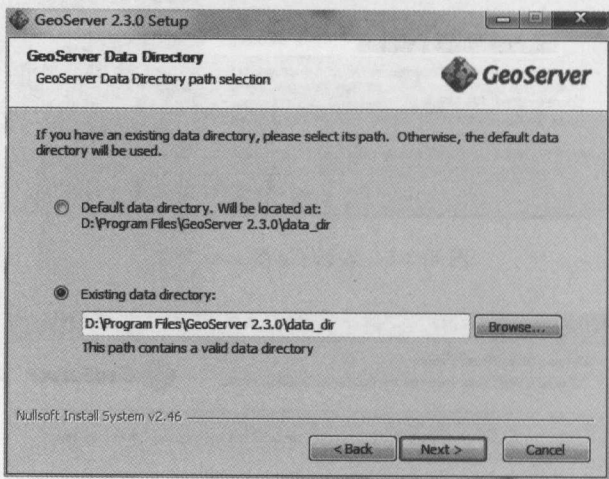 GeoServer 2.3.0 Setup
GeoServer Data Directory
GeoServer Data Directory path selection
GeoServer
If you have an existing data directory, please select its path. Otherwise, the default data
directory will be used.
Default data directory. Will be located at:
D:\Program Files\GeoServer 2.3.0\data_dir
Existing data directory:
D:\Program Files\GeoServer 2.3.0\data_dir
Browse...
This path contains a valid data directory
Nullsoft Install System v2.46
< Back
Next >
Cancel